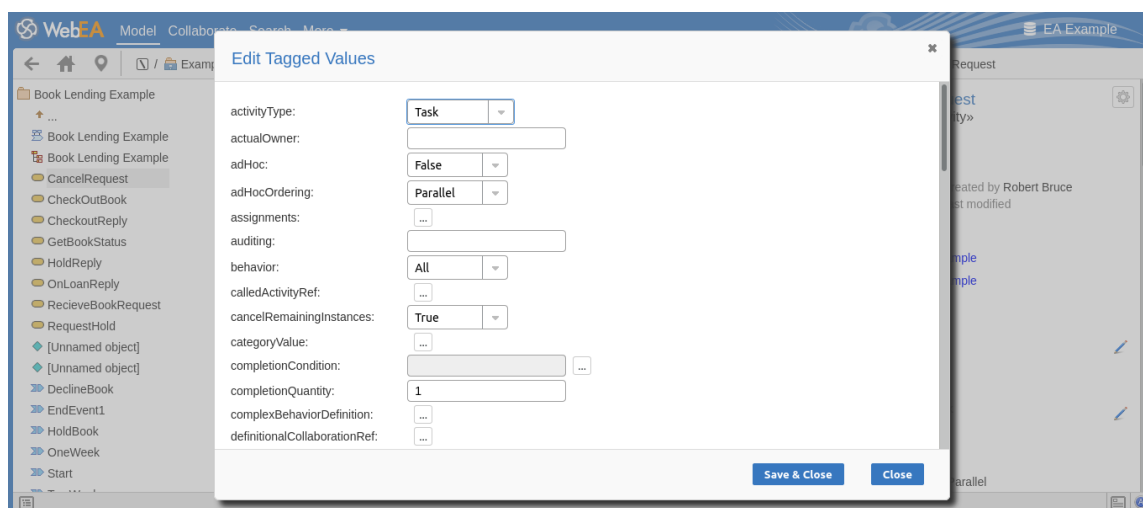 WebEA Model Collaborate Search More EA Example
/ Examp Request
Edit Tagged Values
Book Lending Example
...
Book Lending Example
Book Lending Example
CancelRequest
CheckOutBook
CheckoutReply
GetBookStatus
HoldReply
OnLoanReply
RecieveBookRequest
RequestHold
[Unnamed object]
[Unnamed object]
DeclineBook
EndEvent1
HoldBook
OneWeek
Start
activityType: Task
actualOwner:
adHoc: False
adHocOrdering: Parallel
assignments: ...
auditing:
behavior: All
calledActivityRef: ...
cancelRemainingInstances: True
categoryValue: ...
completionCondition: ...
completionQuantity: 1
complexBehaviorDefinition: ...
definitionalCollaborationRef: ...
Save & Close Close
est
ity»
eated by Robert Bruce
st modified
mple
mple
arallel